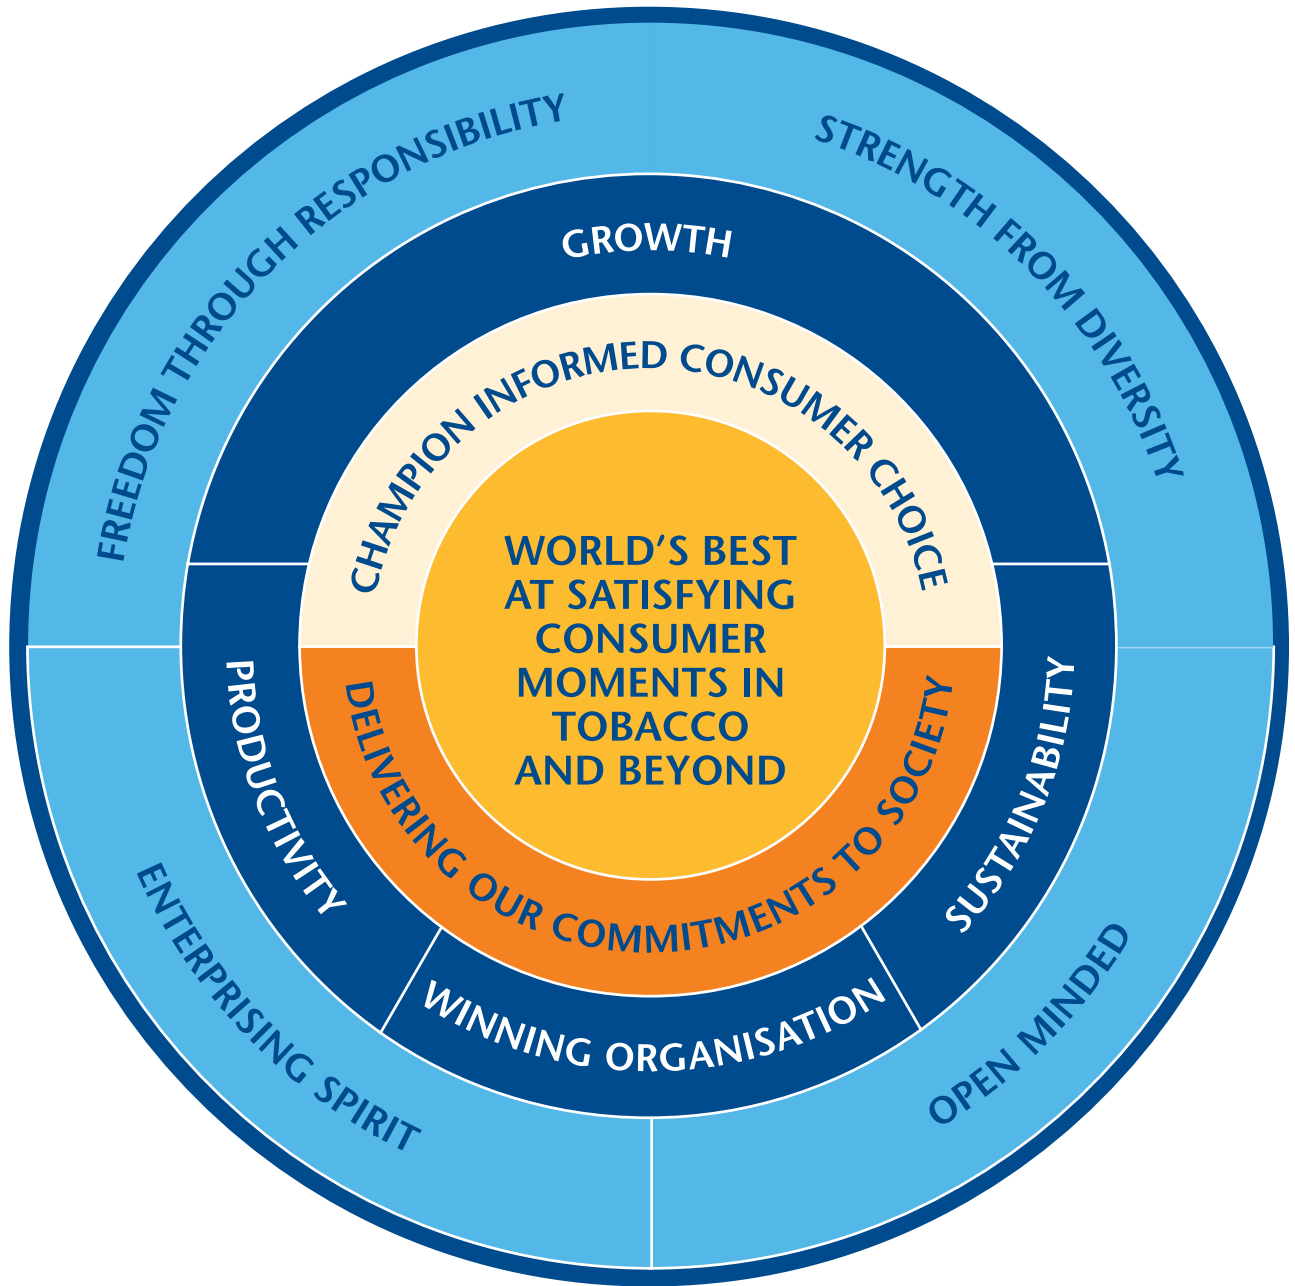 FREEDOM THROUGH RESPONSIBILITY
STRENGTH FROM DIVERSITY
GROWTH
CHAMPION INFORMED CONSUMER CHOICE
WORLD’S BEST
AT SATISFYING
CONSUMER
MOMENTS IN
TOBACCO
AND BEYOND
DELIVERING OUR COMMITMENTS TO SOCIETY
PRODUCTIVITY
WINNING ORGANISATION
SUSTAINABILITY
ENTERPRISING SPIRIT
OPEN MINDED